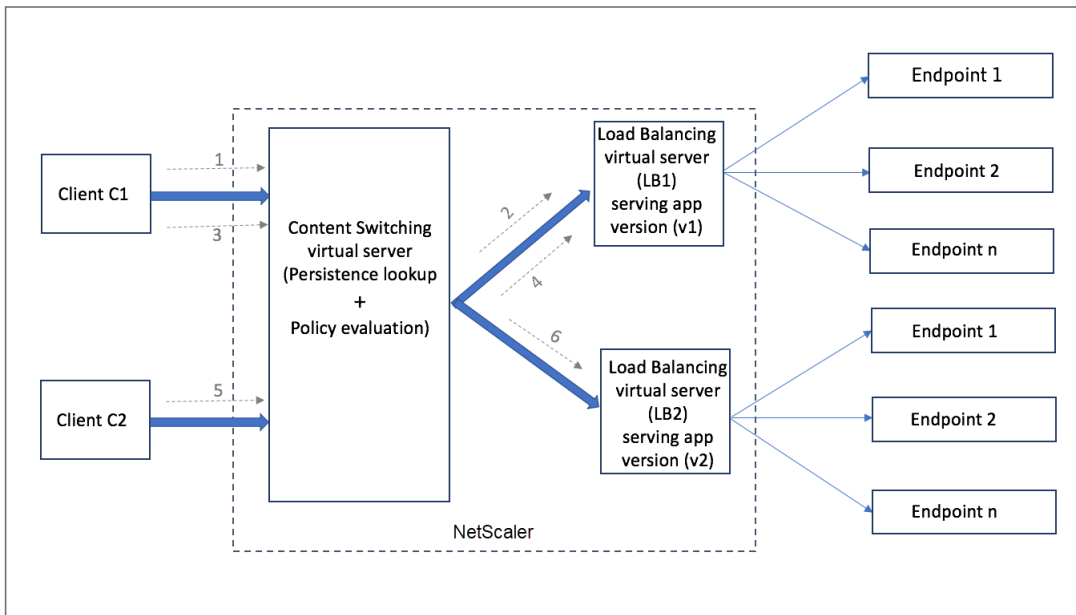 Client C1
1
3
Client C2
5
Content Switching
virtual server
(Persistence lookup
+
Policy evaluation)
2
4
6
Load Balancing
virtual server
(LB1)
serving app
version (v1)
Load Balancing
virtual server
(LB2)
serving app
version (v2)
NetScaler
Endpoint 1
Endpoint 2
Endpoint n
Endpoint 1
Endpoint 2
Endpoint n